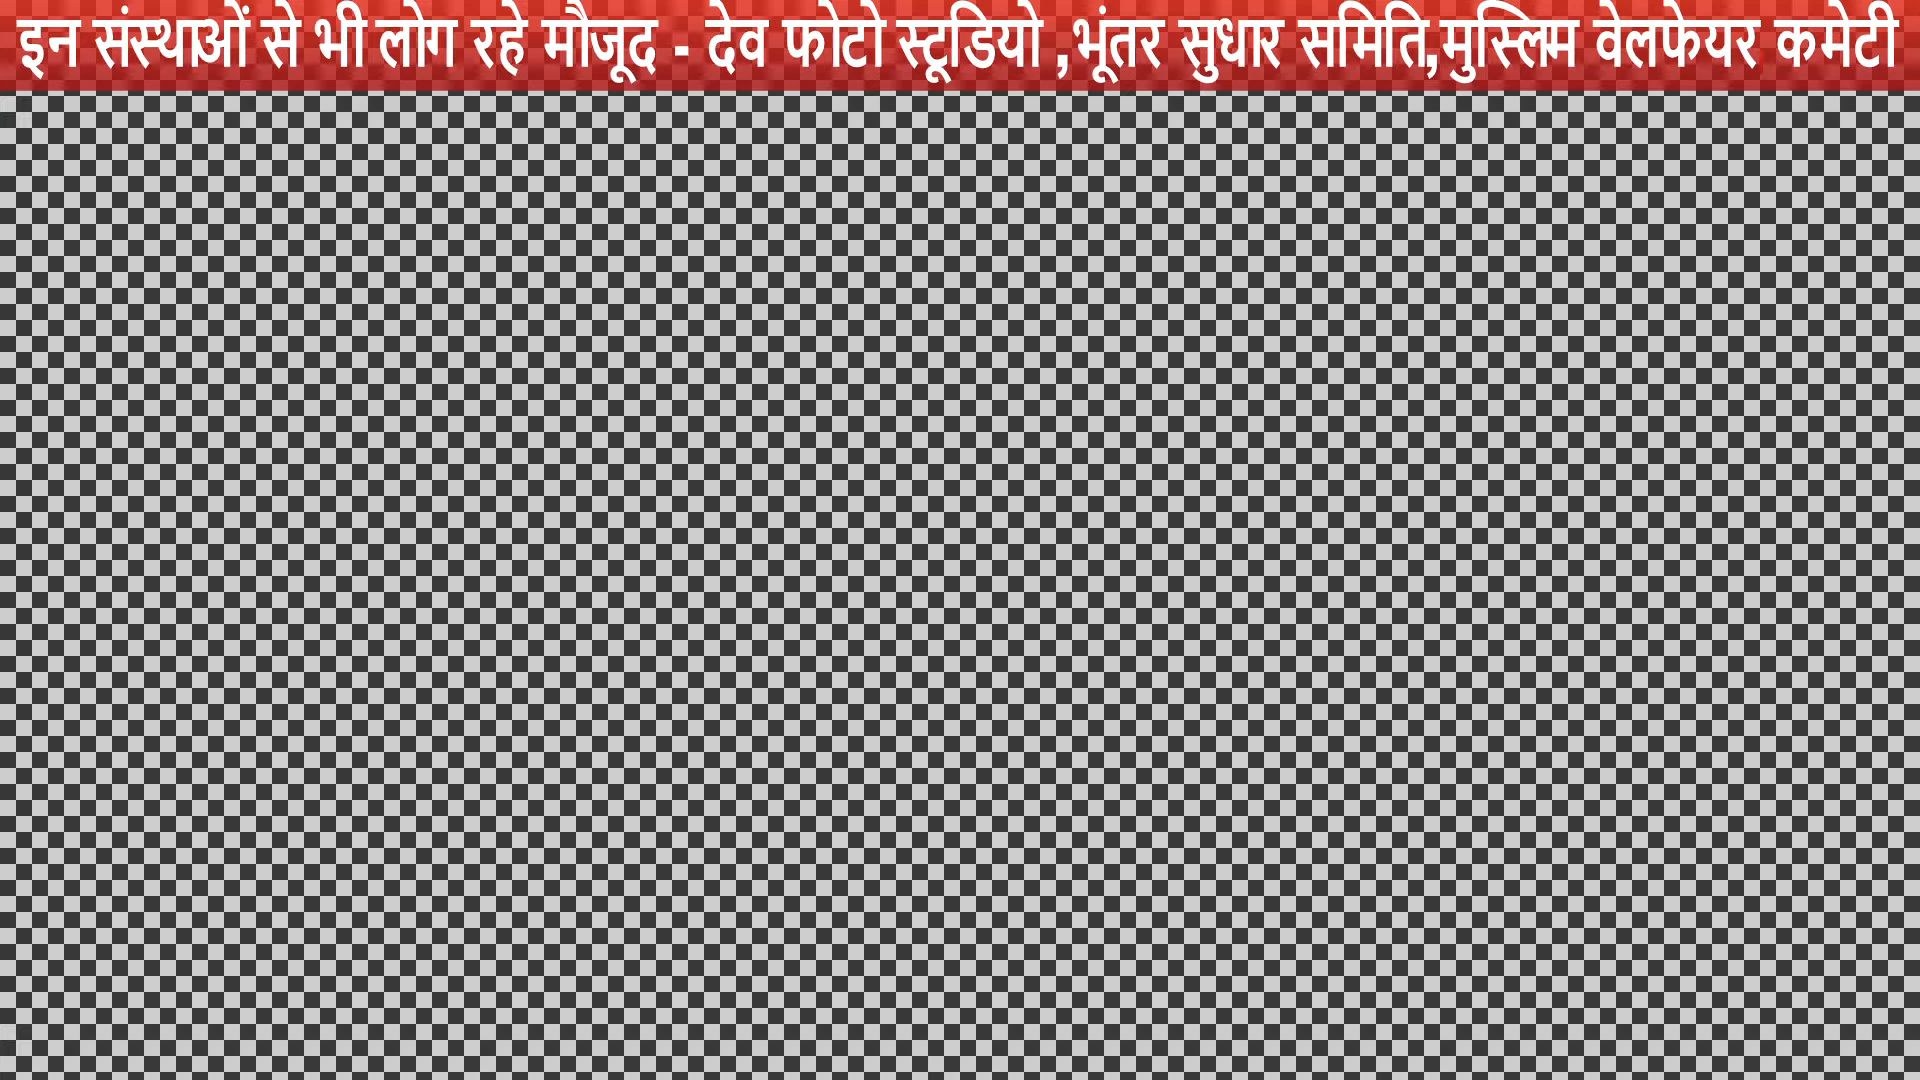 इन संस्थाओं से भी लोग रहे मौजूद - देव फोटो स्टूडियो ,भूंतर सुधार समिति,मुस्लिम वेलफेयर कमेटी